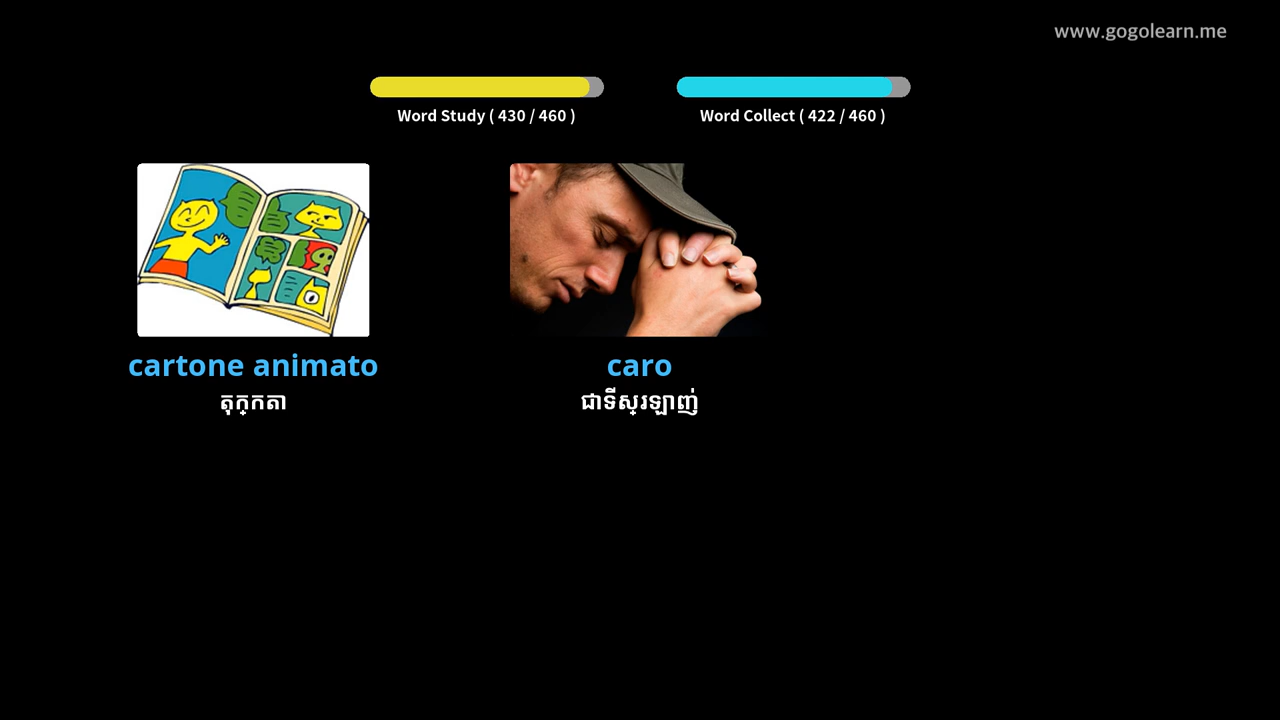 www.gogolearn.me
Word Study ( 430 / 460 )
Word Collect ( 422 / 460 )
cartone animato
តុក្កតា
caro
ជាទីស្រឡាញ់